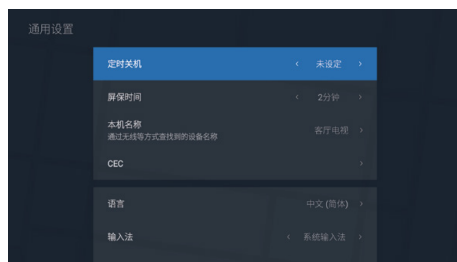 通用设置
定时关机 未设定
屏保时间 2分钟
本机名称
通过无线等方式查找到的设备名称 客厅电视
CEC
语言 中文 (简体)
输入法 系统输入法